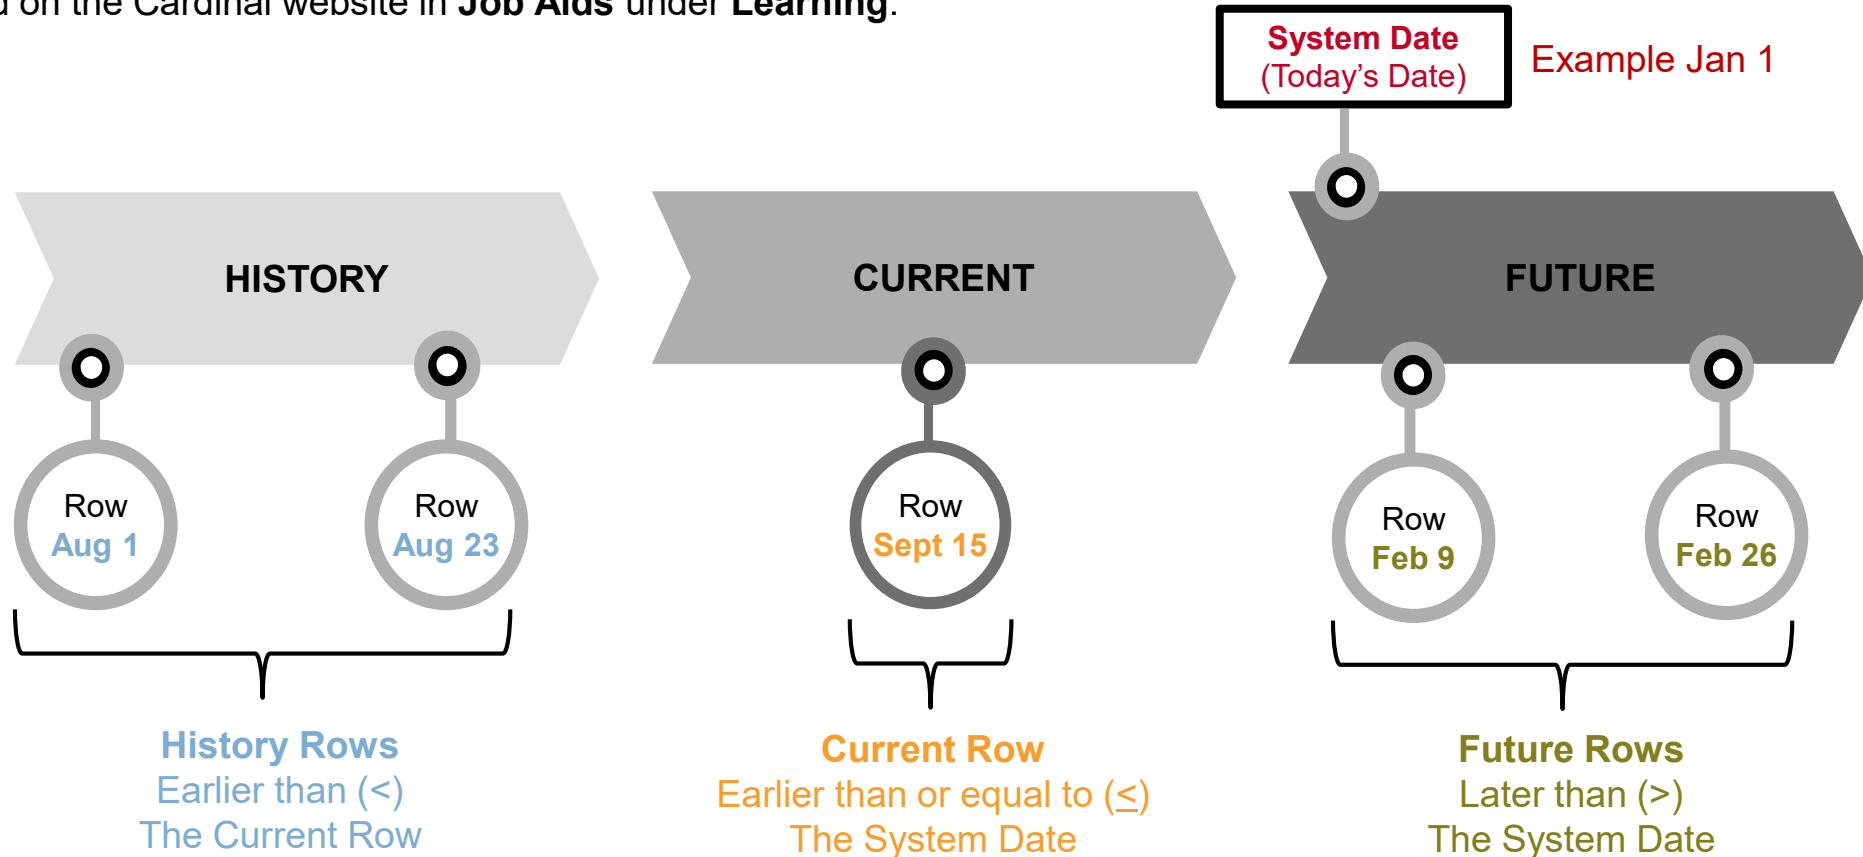 on the Cardinal website in Job Aids under Learning.
System Date
(Today's Date)
Example Jan 1
HISTORY
CURRENT
FUTURE
Row
Aug 1
Row
Aug 23
Row
Sept 15
Row
Feb 9
Row
Feb 26
History Rows
Earlier than (<)
The Current Row
Current Row
Earlier than or equal to (≤)
The System Date
Future Rows
Later than (>)
The System Date